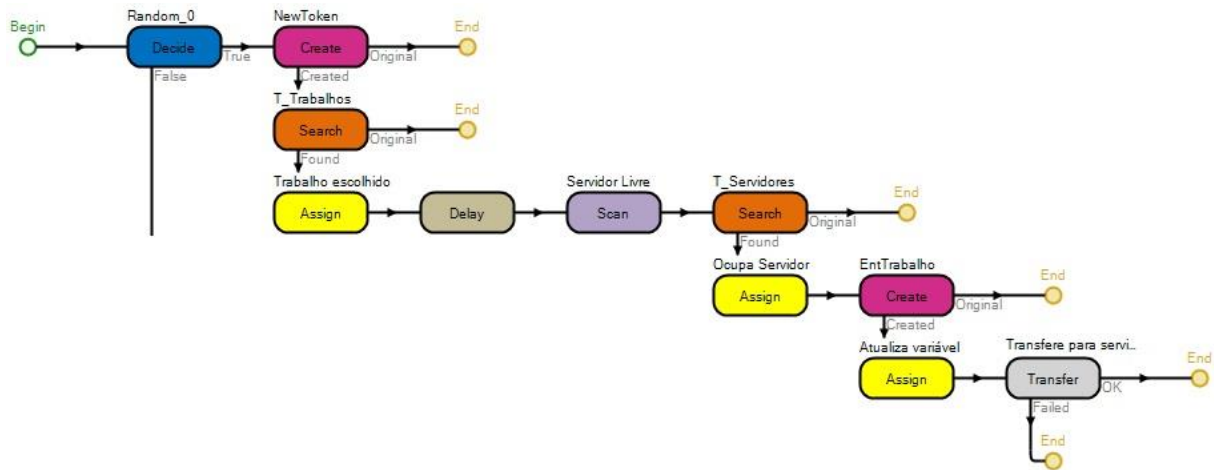 Begin
Random_0
Decide
True
False
NewToken
Create
Original
Created
End
T_Trabalhos
Search
Original
Found
End
Trabalho escolhido
Assign
Delay
Servidor Livre
Scan
T_Servidores
Search
Original
Found
End
Ocupa Servidor
Assign
EntTrabalho
Create
Original
Created
End
Atualiza variável
Assign
Transfere para servi...
Transfer
OK
Failed
End
End